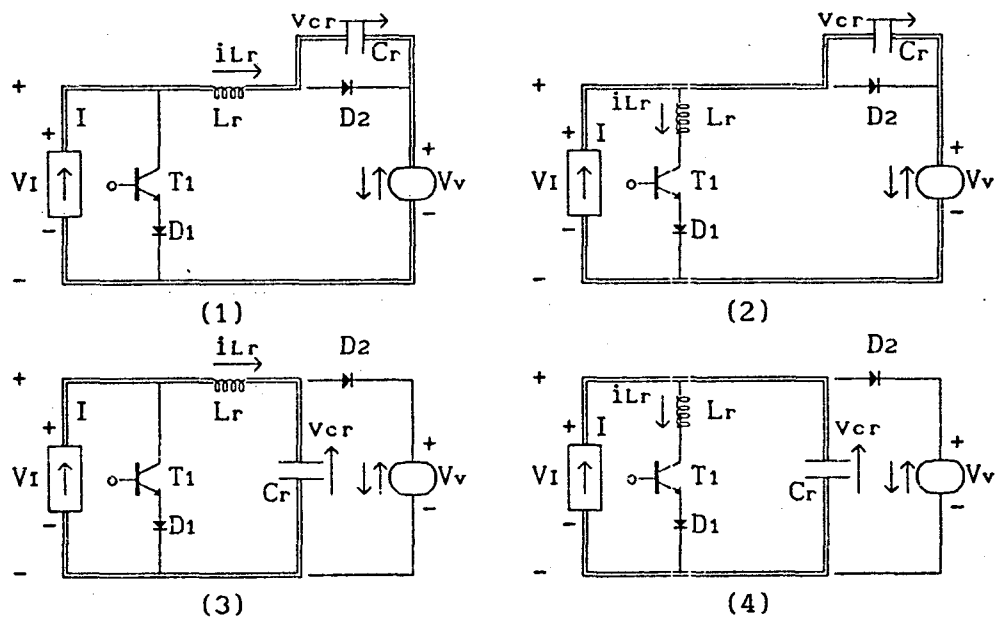 vcr
Cr
iLr
Lr
D2
+
I
+
VI
-
T1
D1
+
Vv
-
-
(1)
vcr
Cr
D2
+
iLr
Lr
I
+
VI
-
T1
D1
+
Vv
-
-
(2)
iLr
Lr
D2
+
I
+
VI
-
T1
D1
vcr
Cr
+
Vv
-
-
(3)
D2
+
iLr
Lr
I
+
VI
-
T1
D1
vcr
Cr
+
Vv
-
-
(4)